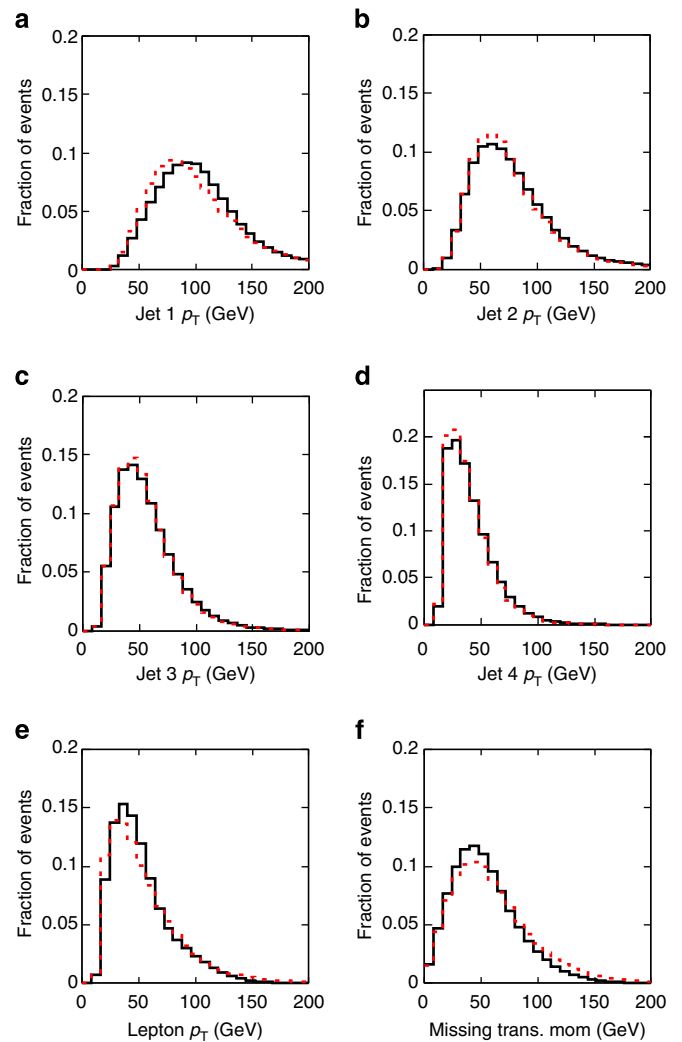 a
0.2
0.15
0.1
0.05
0
Fraction of events
0 50 100 150 200
Jet 1 pT (GeV)
b
0.2
0.15
0.1
0.05
0
Fraction of events
0 50 100 150 200
Jet 2 pT (GeV)
c
0.2
0.15
0.1
0.05
0
Fraction of events
0 50 100 150 200
Jet 3 pT (GeV)
d
0.2
0.15
0.10
0.05
0
Fraction of events
0 50 100 150 200
Jet 4 pT (GeV)
e
0.2
0.15
0.1
0.05
0
Fraction of events
0 50 100 150 200
Lepton pT (GeV)
f
0.2
0.15
0.1
0.05
0
Fraction of events
0 50 100 150 200
Missing trans. mom (GeV)